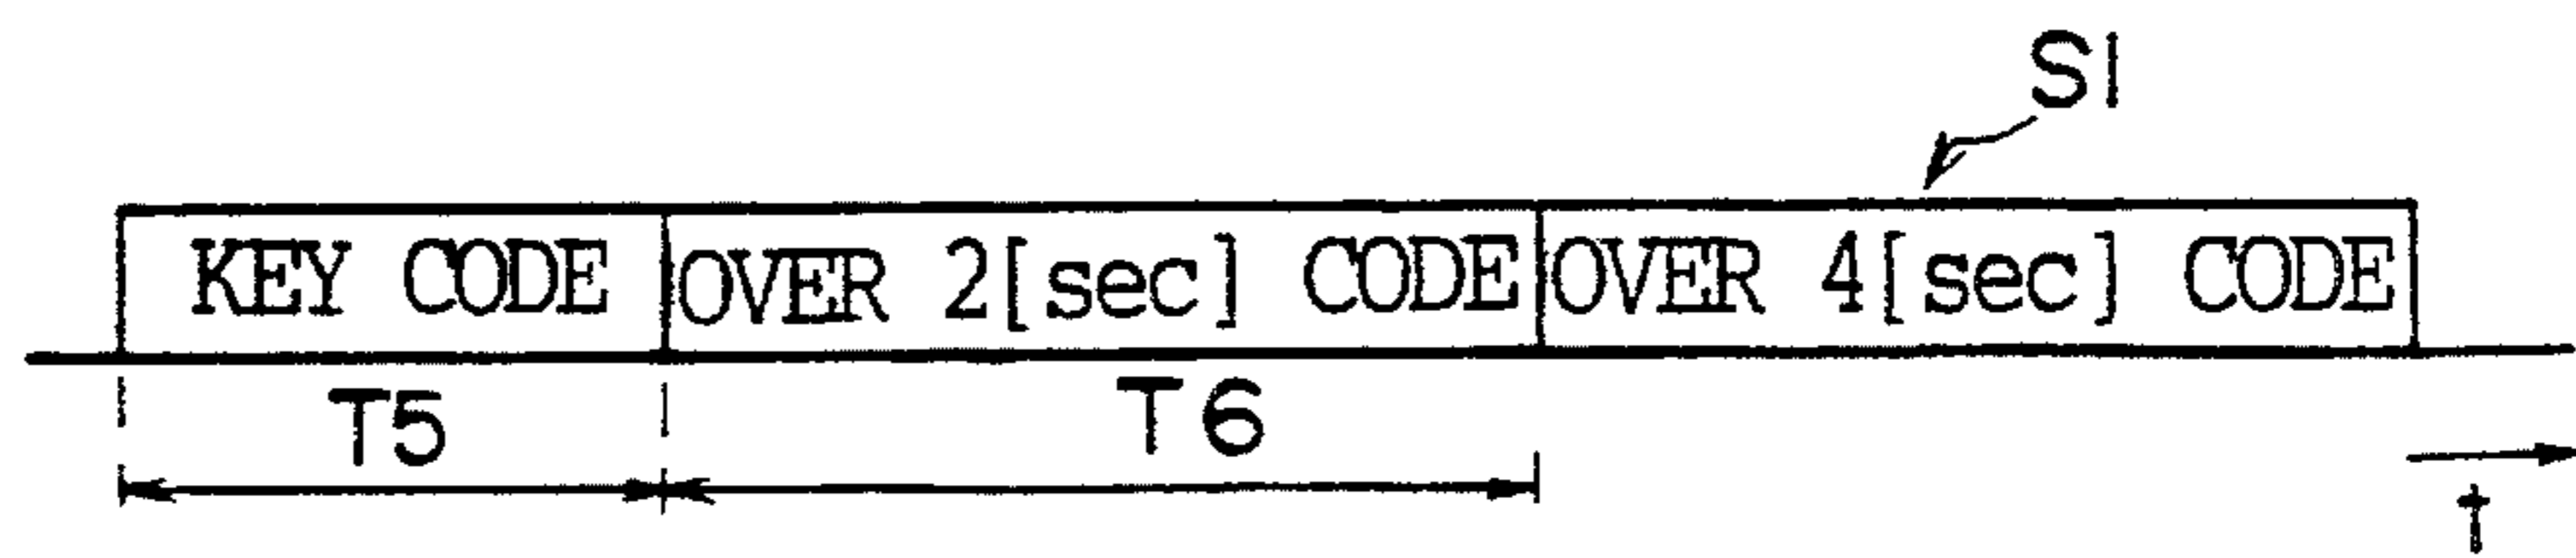 S1
KEY CODE OVER 2[sec] CODE OVER 4[sec] CODE
T5 T6
t